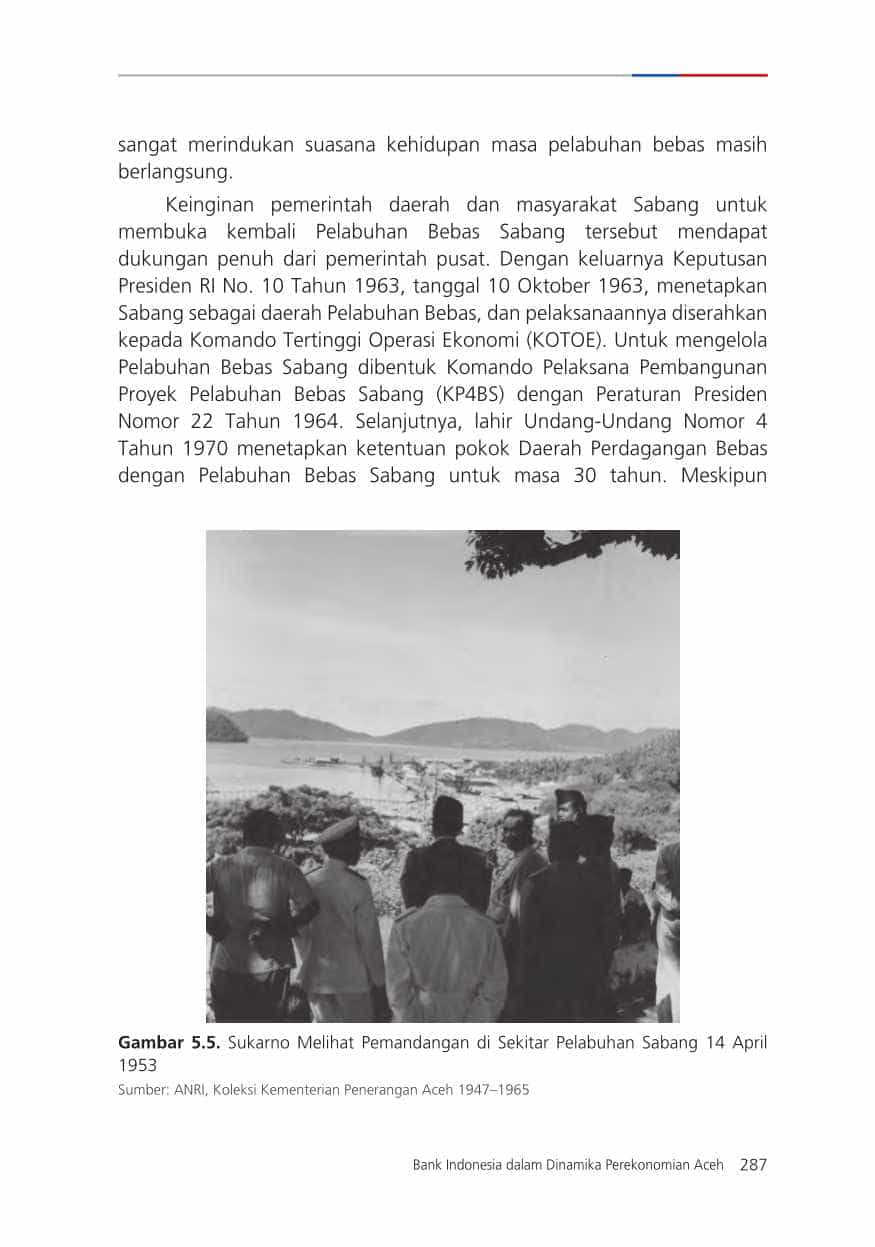 sangat merindukan suasana kehidupan masa pelabuhan bebas masih
berlangsung.
Keinginan pemerintah daerah dan masyarakat Sabang untuk
membuka kembali Pelabuhan Bebas Sabang tersebut mendapat
dukungan penuh dari pemerintah pusat. Dengan keluarnya Keputusan
Presiden RI No. 10 Tahun 1963, tanggal 10 Oktober 1963, menetapkan
Sabang sebagai daerah Pelabuhan Bebas, dan pelaksanaannya diserahkan
kepada Komando Tertinggi Operasi Ekonomi (KOTOE). Untuk mengelola
Pelabuhan Bebas Sabang dibentuk Komando Pelaksana Pembangunan
Proyek Pelabuhan Bebas Sabang (KP4BS) dengan Peraturan Presiden
Nomor 22 Tahun 1964. Selanjutnya, lahir Undang-Undang Nomor 4
Tahun 1970 menetapkan ketentuan pokok Daerah Perdagangan Bebas
dengan Pelabuhan Bebas Sabang untuk masa 30 tahun. Meskipun
Gambar 5.5. Sukarno Melihat Pemandangan di Sekitar Pelabuhan Sabang 14 April
1953
Sumber: ANRI, Koleksi Kementerian Penerangan Aceh 1947–1965
Bank Indonesia dalam Dinamika Perekonomian Aceh 287